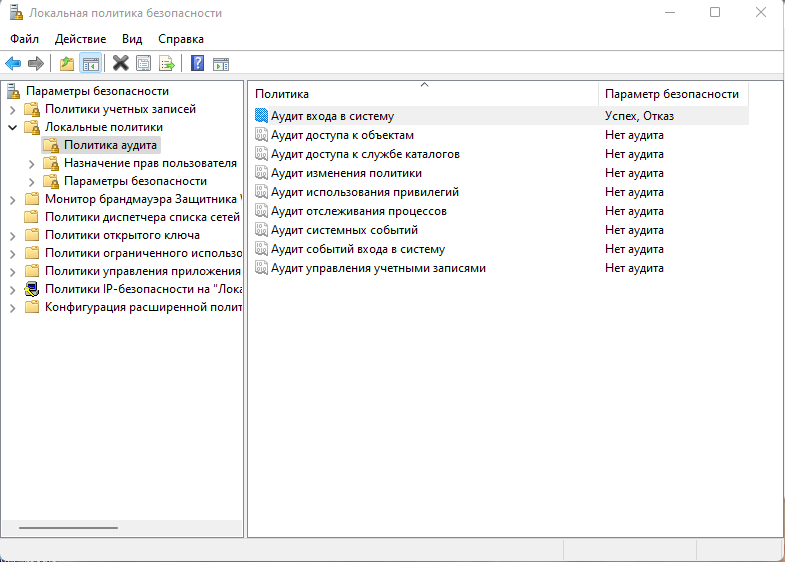 Локальная политика безопасности
Файл Действие Вид Справка
Параметры безопасности
Политики учетных записей
Локальные политики
Политика аудита
Назначение прав пользователя
Параметры безопасности
Монитор брандмауэра Защитника
Политики диспетчера списка сетей
Политики открытого ключа
Политики ограниченного использо
Политики управления приложения
Политики IP-безопасности на "Лока
Конфигурация расширенной полит
Политика Параметр безопасности
Аудит входа в систему Успех, Отказ
Аудит доступа к объектам Нет аудита
Аудит доступа к службе каталогов Нет аудита
Аудит изменения политики Нет аудита
Аудит использования привилегий Нет аудита
Аудит отслеживания процессов Нет аудита
Аудит системных событий Нет аудита
Аудит событий входа в систему Нет аудита
Аудит управления учетными записями Нет аудита